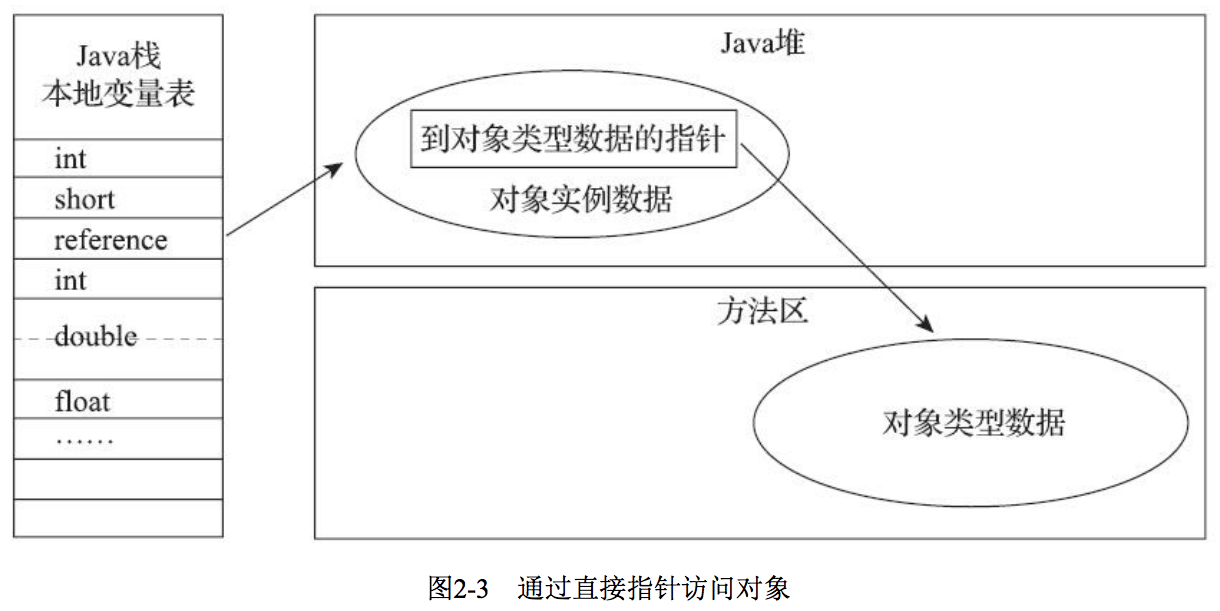 Java栈
本地变量表
int
short
reference
int
double
float
……
Java堆
到对象类型数据的指针
对象实例数据
方法区
对象类型数据
图2-3 通过直接指针访问对象